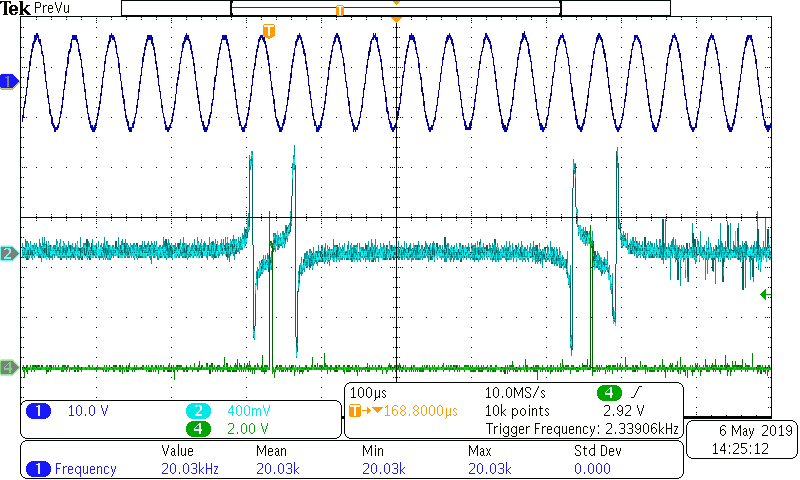 Tek PreVu
T
T
1
2
4
100µs 10.0MS/s 4
1 10.0 V 2 400mV T→▼168.8000µs 10k points 2.92 V
4 2.00 V Trigger Frequency: 2.33906kHz
6 May 2019
14:25:12
Value Mean Min Max Std Dev
1 Frequency 20.03kHz 20.03k 20.03k 20.03k 0.000